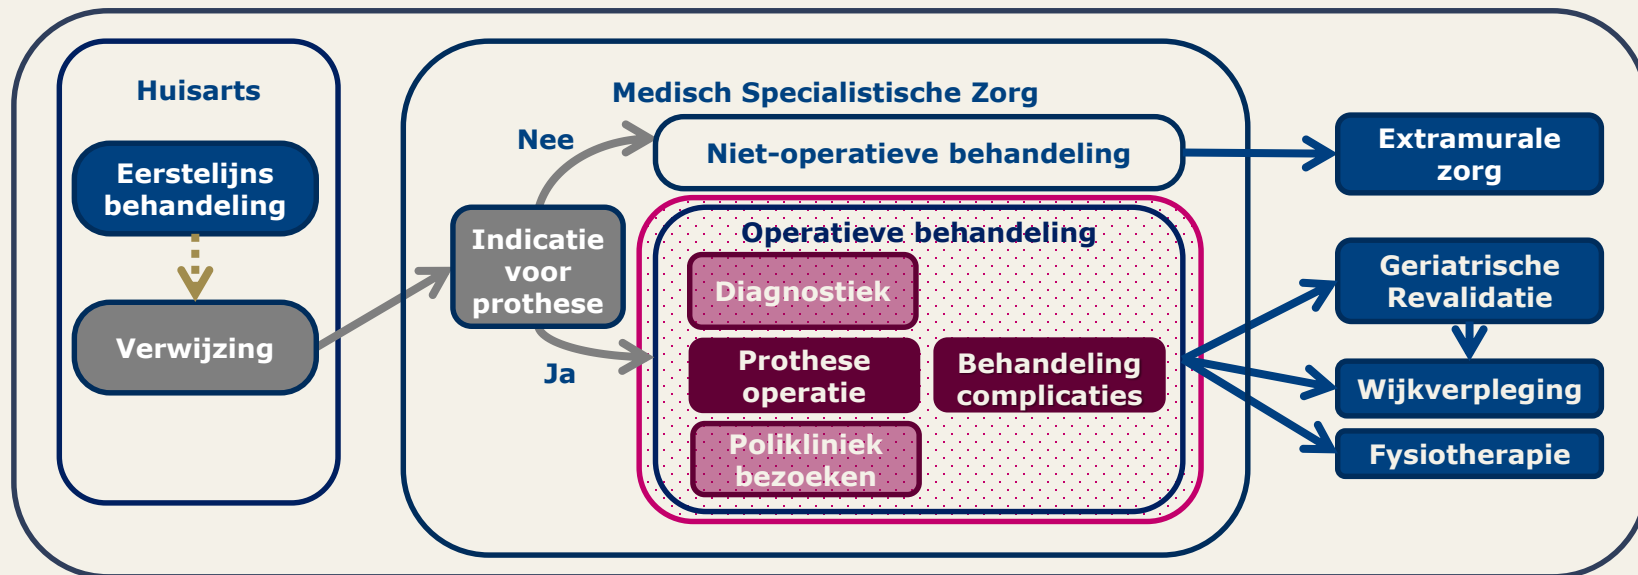 Huisarts
Eerstelijns
behandeling
Verwijzing
Medisch Specialistische Zorg
Nee
Indicatie
voor
prothese
Ja
Niet-operatieve behandeling
Operatieve behandeling
Diagnostiek
Prothese
operatie
Behandeling
complicaties
Polikliniek
bezoeken
Extramurale
zorg
Geriatrische
Revalidatie
Wijkverpleging
Fysiotherapie